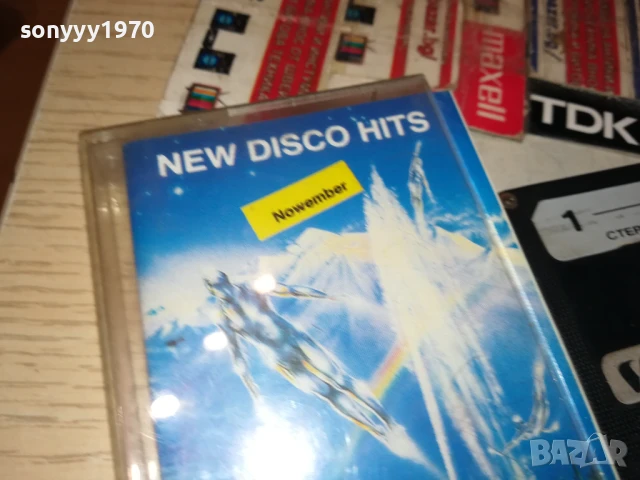 sonyyy1970
NEW DISCO HITS
Nowember
maxell
TDK
1
СТЕР
BAZAR